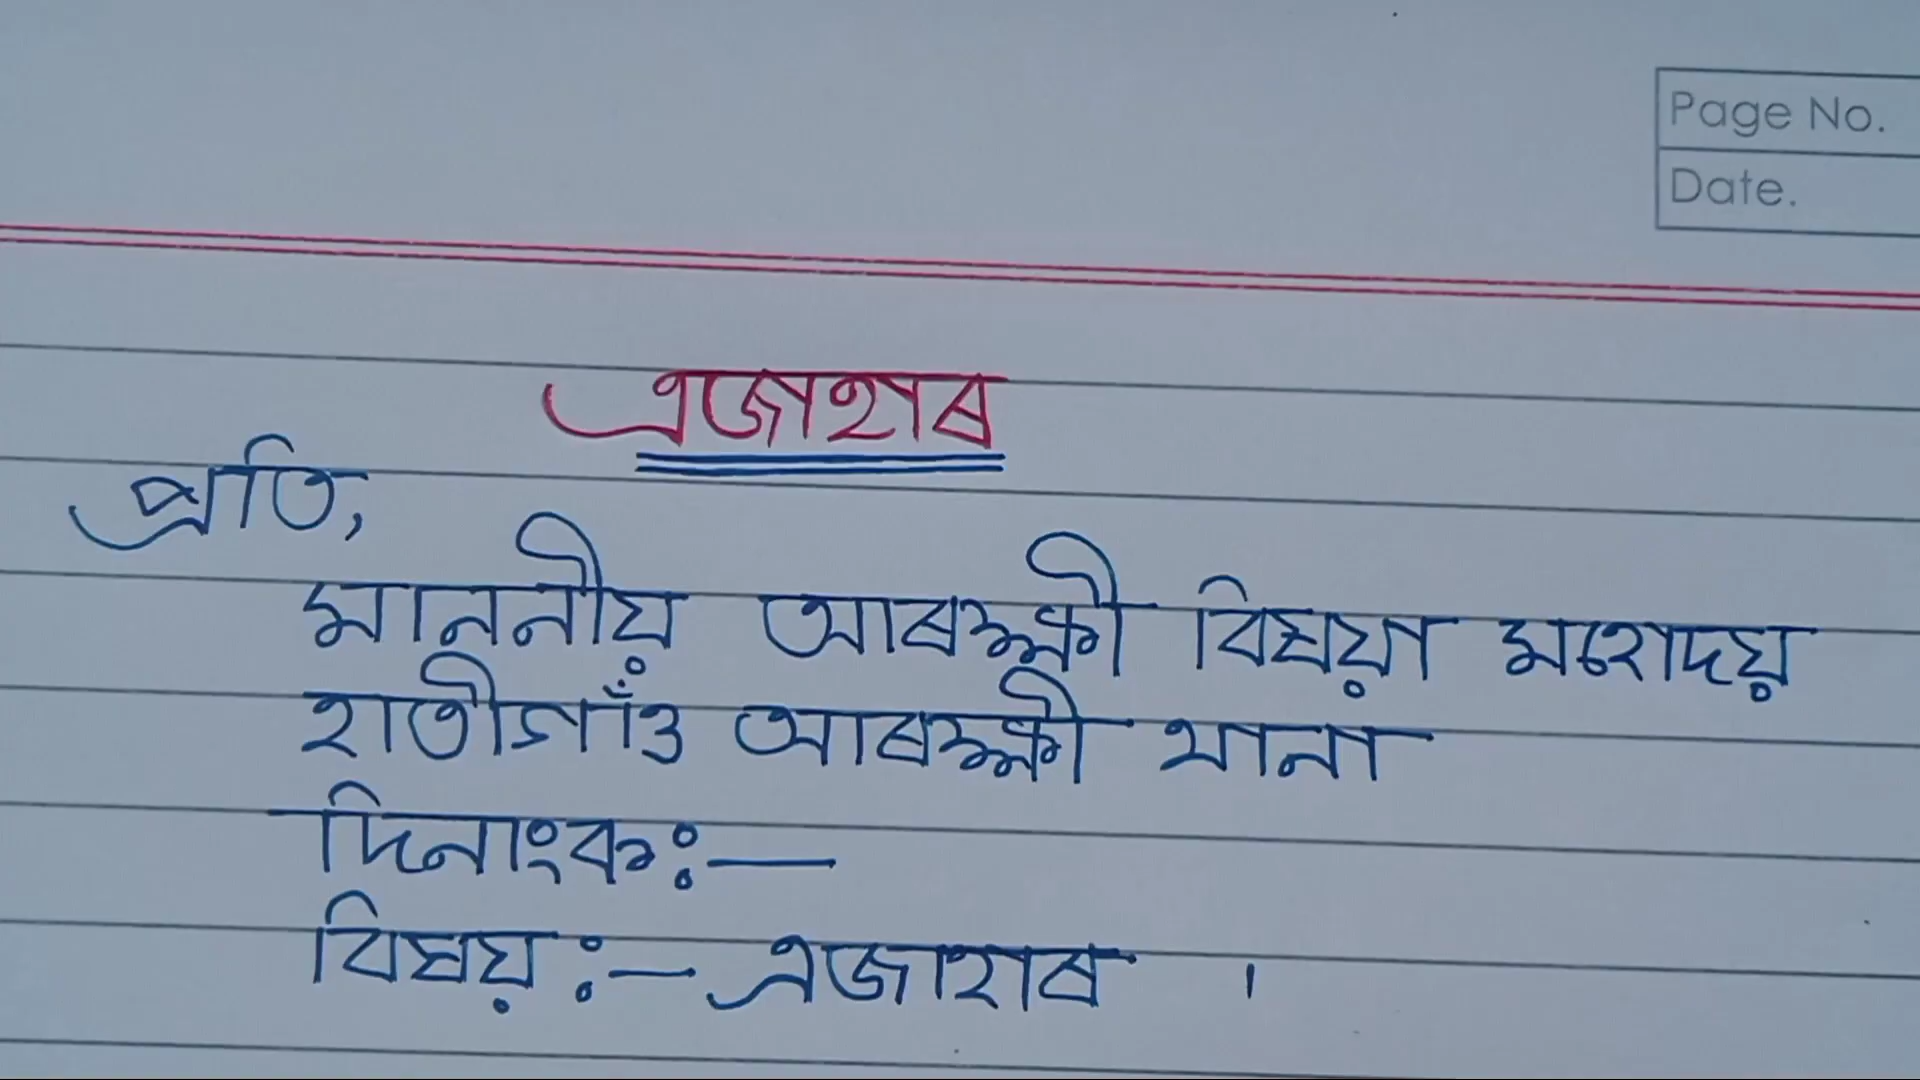 Page No.
Date.
এজাহাৰ
প্ৰতি,
মাননীয় আৰক্ষী বিষয়া মহোদয়
হাতীগাঁও আৰক্ষী থানা
দিনাংক:—
বিষয়:— এজাহাৰ ।